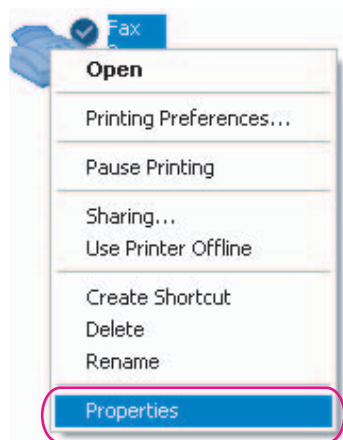 Fax
Open
Printing Preferences...
Pause Printing
Sharing...
Use Printer Offline
Create Shortcut
Delete
Rename
Properties